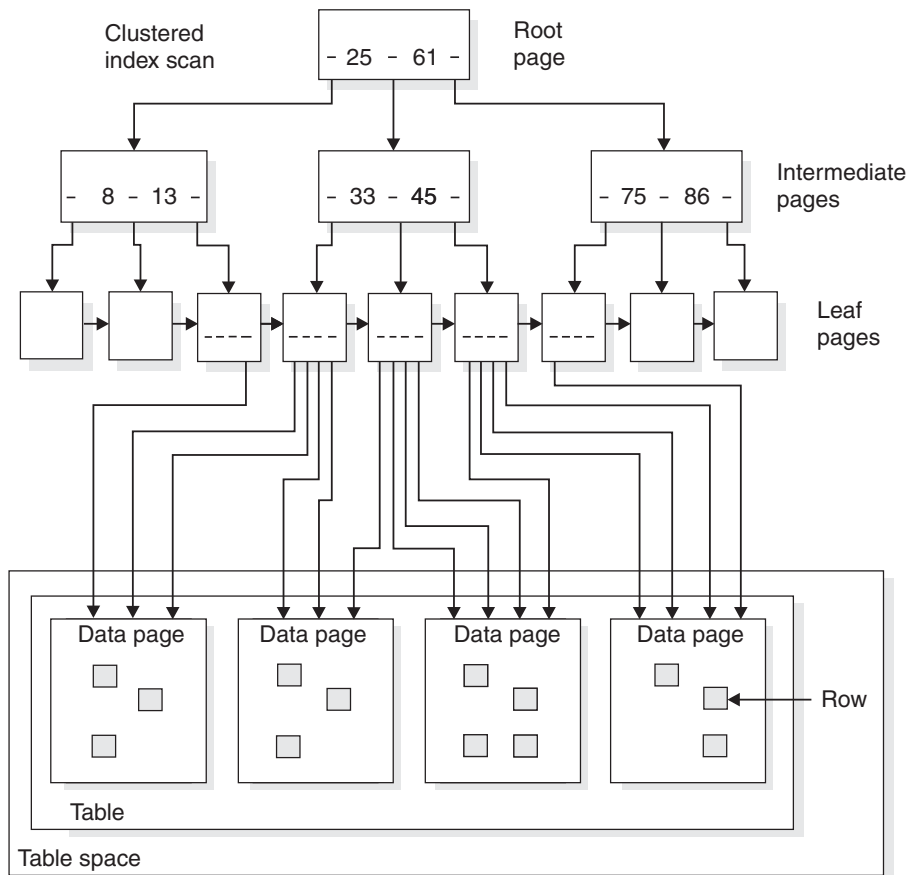 Clustered
index scan
Root
page
- 25 - 61 -
Intermediate
pages
- 8 - 13 -
- 33 - 45 -
- 75 - 86 -
Leaf
pages
Data page
Data page
Data page
Data page
Row
Table
Table space